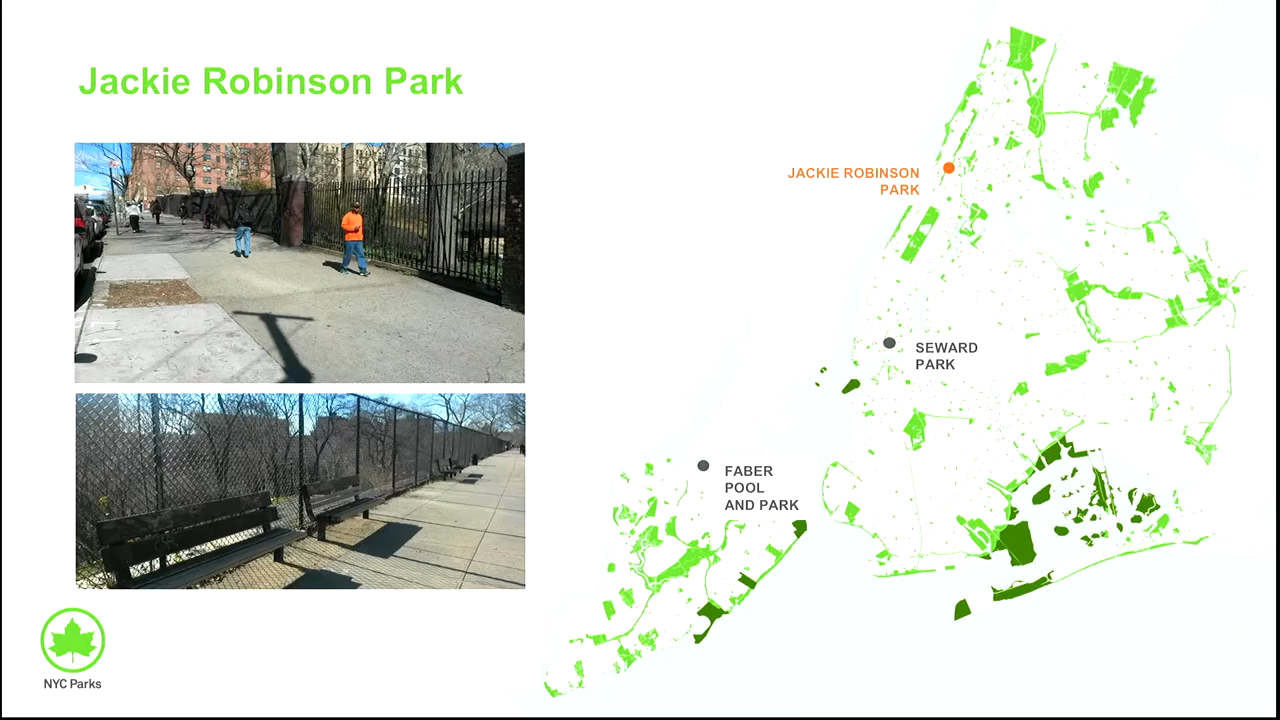 Jackie Robinson Park
JACKIE ROBINSON
PARK
SEWARD
PARK
FABER
POOL
AND PARK
NYC Parks